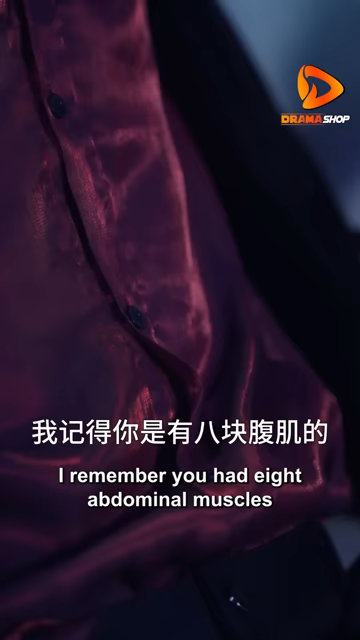 DRAMASHOP
我记得你是有八块腹肌的
I remember you had eight
abdominal muscles